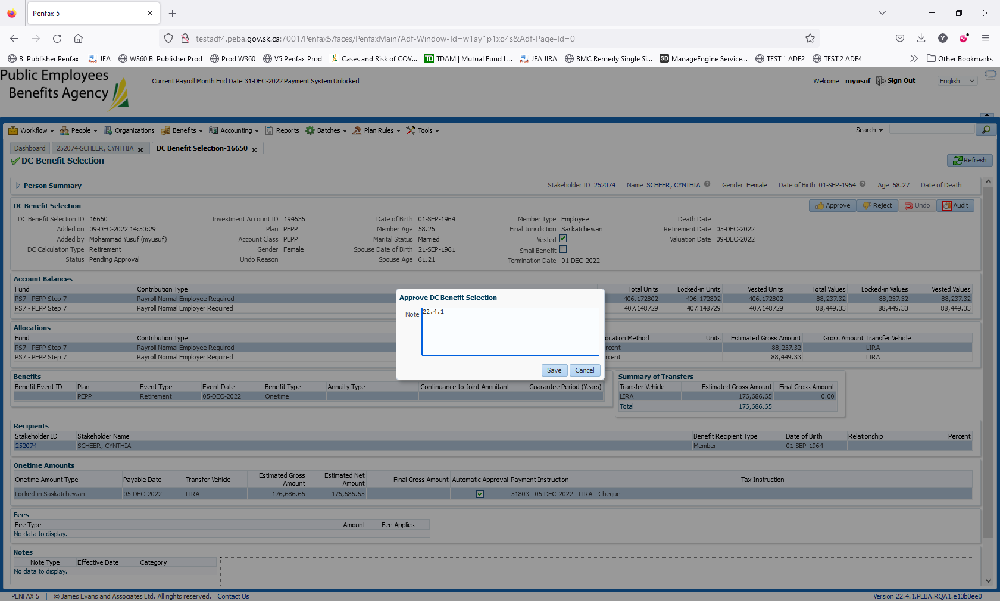 Penfax 5
testadf4.peba.gov.sk.ca:7001/Penfax5/faces/PenfaxMain?Adf-Window-Id=w1ay1p1xo4s&Adf-Page-Id=0
BI Publisher Penfax JEA W360 BI Publisher Prod Prod W360 V5 Penfax Prod Cases and Risk of COV... TDAM | Mutual Fund L... JEA JIRA BMC Remedy Single Si... ManageEngine Service... TEST 1 ADF2 TEST 2 ADF4 Other Bookmarks
Public Employees
Benefits Agency
Current Payroll Month End Date 31-DEC-2022 Payment System Unlocked
Welcome myusuf Sign Out English
Workflow People Organizations Benefits Accounting Reports Batches Plan Rules Tools Search
Dashboard 252074-SCHEER, CYNTHIA DC Benefit Selection-16650
DC Benefit Selection Refresh
Person Summary Stakeholder ID 252074 Name SCHEER, CYNTHIA Gender Female Date of Birth 01-SEP-1964 Age 58.27 Date of Death
DC Benefit Selection Approve Reject Undo Audit
DC Benefit Selection ID 16650 Investment Account ID 194636 Date of Birth 01-SEP-1964 Member Type Employee Death Date
Added on 09-DEC-2022 14:50:29 Plan PEPP Member Age 58.26 Final Jurisdiction Saskatchewan Retirement Date 05-DEC-2022
Added by Mohammad Yusuf (myusuf) Account Class PEPP Marital Status Married Vested Valuation Date 09-DEC-2022
DC Calculation Type Retirement Gender Female Spouse Date of Birth 21-SEP-1961 Small Benefit
Status Pending Approval Undo Reason Spouse Age 61.21 Termination Date 01-DEC-2022
Account Balances
Fund Contribution Type Total Units Locked-in Units Vested Units Total Values Locked-in Values Vested Values
PS7 - PEPP Step 7 Payroll Normal Employee Required 406.172802 406.172802 406.172802 88,237.32 88,237.32 88,237.32
PS7 - PEPP Step 7 Payroll Normal Employer Required 407.148729 407.148729 407.148729 88,449.33 88,449.33 88,449.33
Approve DC Benefit Selection
Note 22.4.1
Save Cancel
Allocations
Fund Contribution Type ocation Method Units Estimated Gross Amount Gross Amount Transfer Vehicle
PS7 - PEPP Step 7 Payroll Normal Employee Required ercent 88,237.32 LIRA
PS7 - PEPP Step 7 Payroll Normal Employer Required ercent 88,449.33 LIRA
Benefits
Benefit Event ID Plan Event Type Event Date Benefit Type Annuity Type Continuance to Joint Annuitant Guarantee Period (Years)
PEPP Retirement 05-DEC-2022 Onetime
Summary of Transfers
Transfer Vehicle Estimated Gross Amount Final Gross Amount
LIRA 176,686.65 0.00
Total 176,686.65
Recipients
Stakeholder ID Stakeholder Name Benefit Recipient Type Date of Birth Relationship Percent
252074 SCHEER, CYNTHIA Member 01-SEP-1964
Onetime Amounts
Onetime Amount Type Payable Date Transfer Vehicle Estimated Gross Amount Estimated Net Amount Final Gross Amount Automatic Approval Payment Instruction Tax Instruction
Locked-in Saskatchewan 05-DEC-2022 LIRA 176,686.65 176,686.65 51803 - 05-DEC-2022 - LIRA - Cheque
Fees
Fee Type Amount Fee Applies
No data to display.
Notes
Note Type Effective Date Category
No data to display.
PENFAX 5 | © James Evans and Associates Ltd. All rights reserved. Contact Us Version 22.4.1.PEBA.RQA1.e13b0ee0